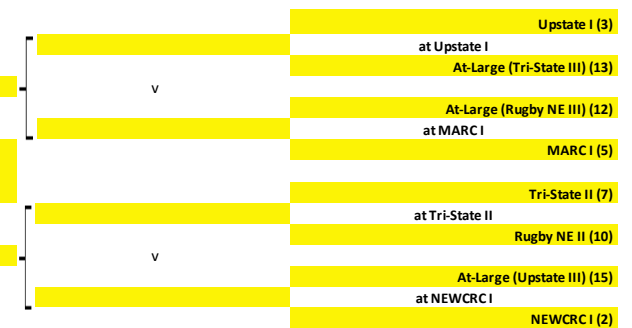 Upstate I (3)
at Upstate I
At-Large (Tri-State III) (13)
v
At-Large (Rugby NE III) (12)
at MARC I
MARC I (5)
Tri-State II (7)
at Tri-State II
Rugby NE II (10)
v
At-Large (Upstate III) (15)
at NEWCRC I
NEWCRC I (2)